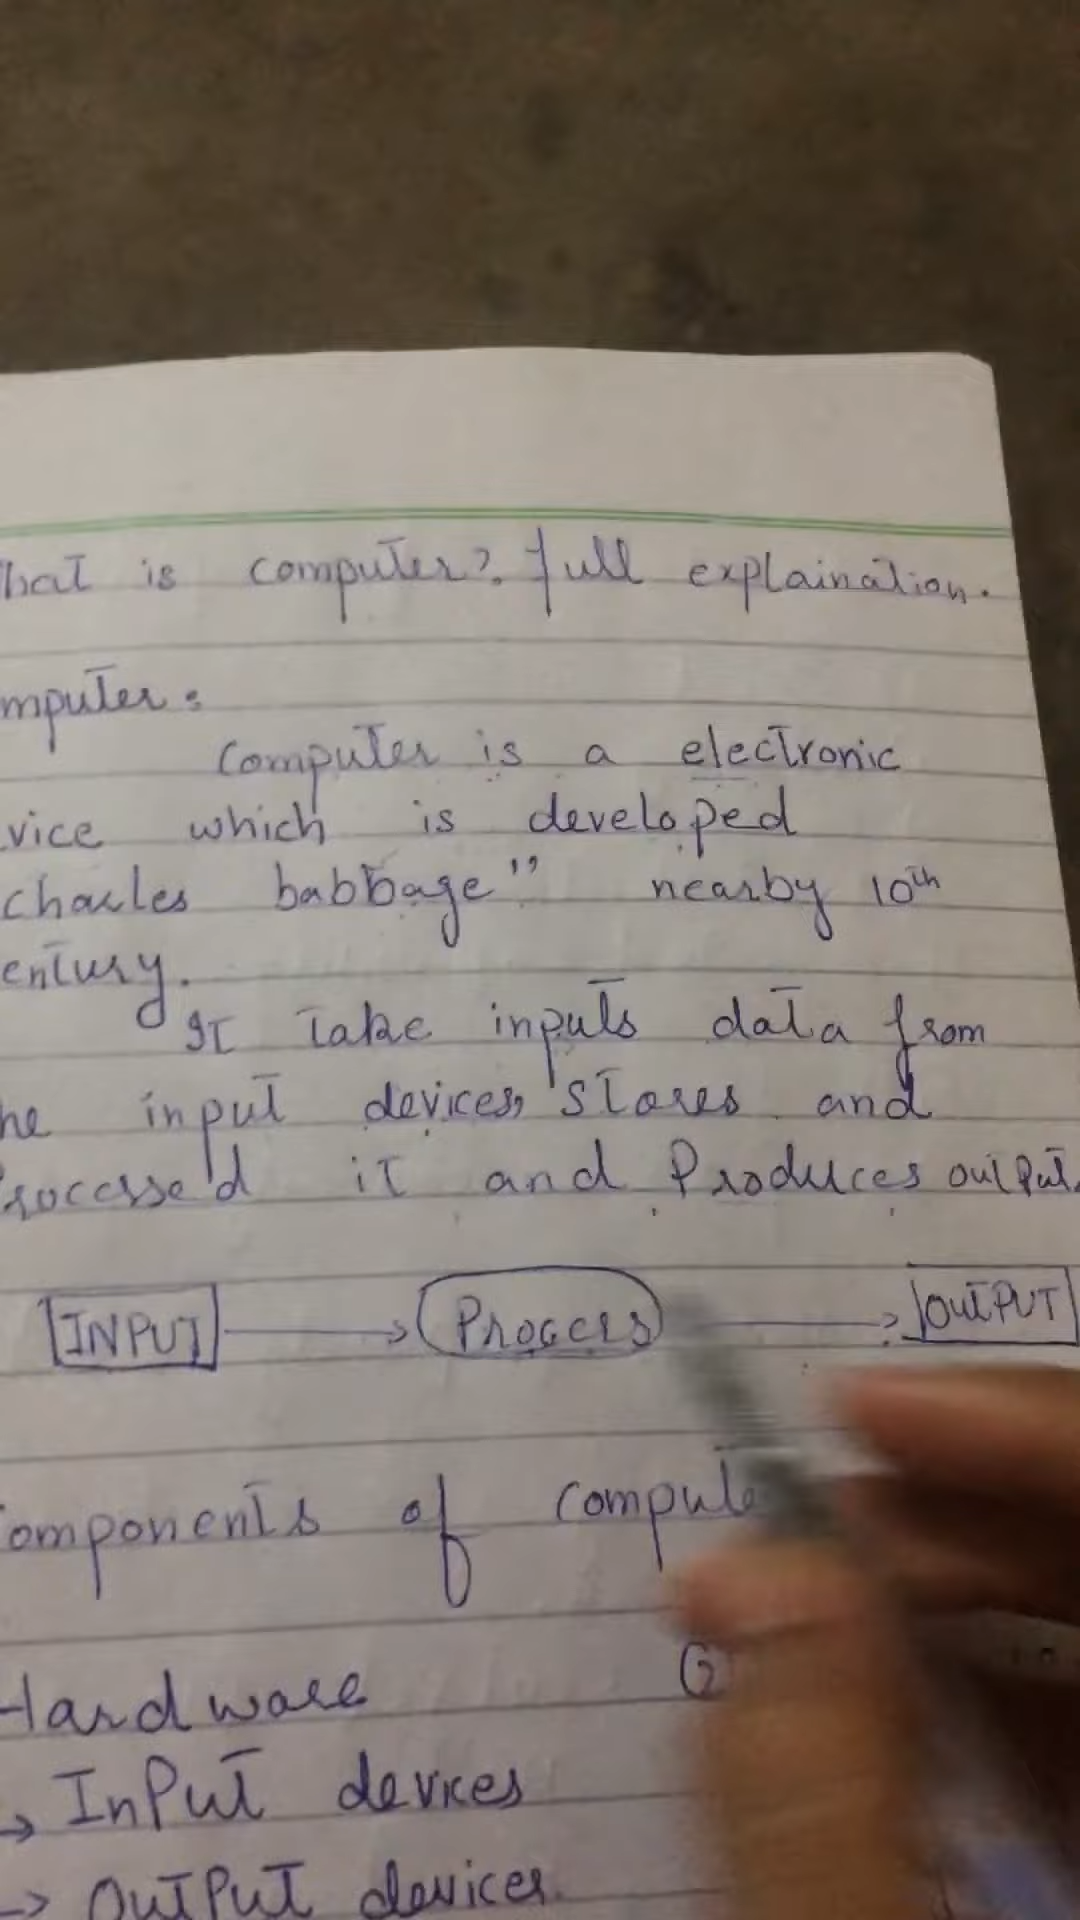 What is computer? full explaination.
mputer:
Computer is a electronic
vice which is developed
charles babbage" nearby 10th
entury.
It Take inputs data from
he input devices, stores and
rocesse'd it and Produces output.
INPUT → Process → OUTPUT
omponents of compute
Hardware
→ InPut devices
→ OutPut devices.